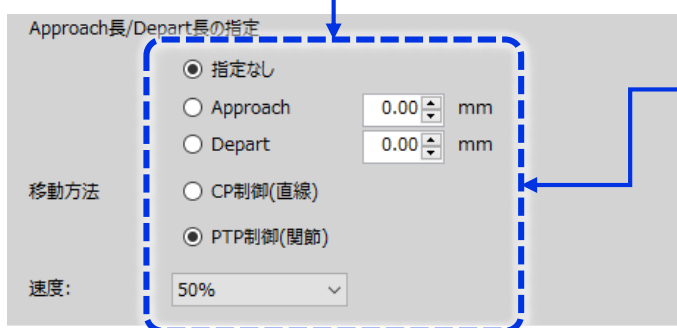 Approach長/Depart長の指定
指定なし
Approach 0.00 mm
Depart 0.00 mm
移動方法 CP制御(直線)
PTP制御(関節)
速度: 50%